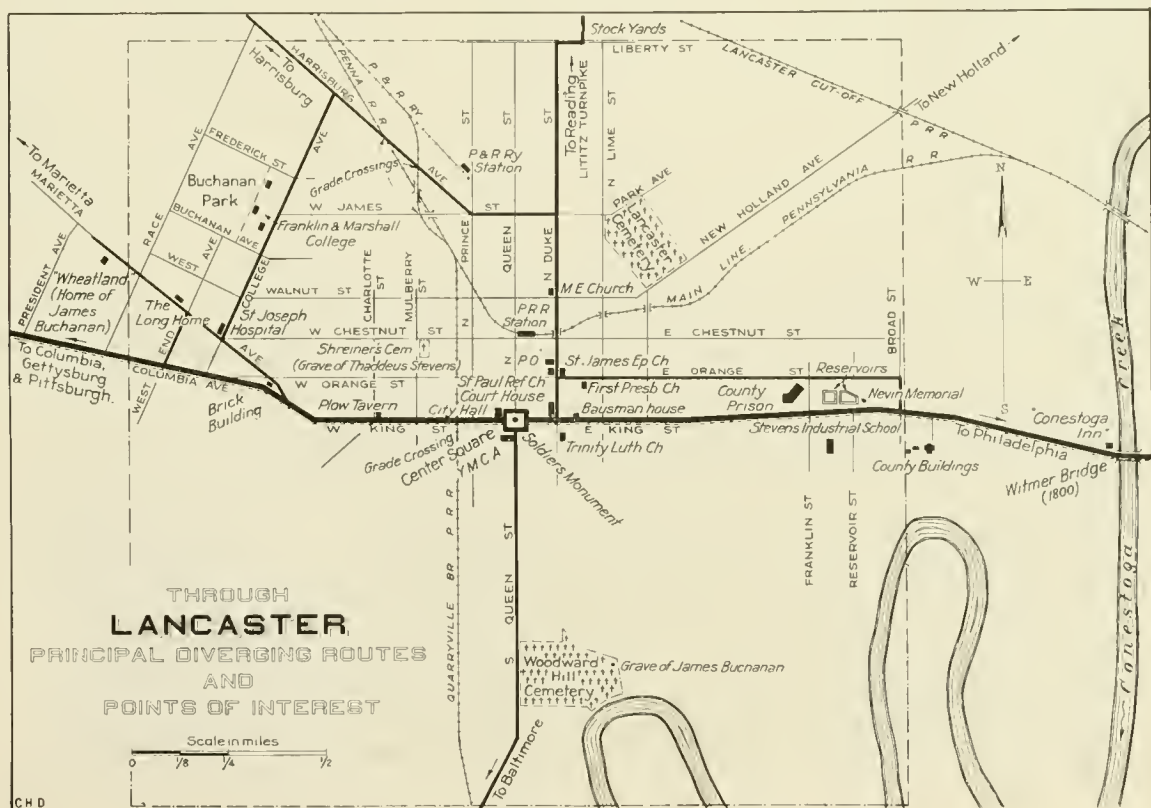 Stock Yards
LIBERTY ST
LANCASTER CUT-OFF
P R R
To New Holland
To Harrisburg
HARRISBURG
AVE
PENNA R R
P & R RY
To Reading
LITITZ TURNPIKE
N LIME ST
To Marietta
MARIETTA
AVE
RACE AVE
FREDERICK ST
COLLEGE AVE
Buchanan
Park
BUCHANAN AVE
Franklin & Marshall
College
Grade Crossings
P & R Ry
Station
W JAMES ST
N PRINCE ST
N QUEEN ST
N DUKE ST
PARK AVE
Lancaster
Cemetery
NEW HOLLAND AVE
MAIN LINE PENNSYLVANIA R R
N
W E
S
PRESIDENT AVE
"Wheatland"
(Home of
James
Buchanan)
WEST END AVE
The
Long Home
St Joseph
Hospital
WALNUT ST
CHARLOTTE
ST
MULBERRY
ST
M E Church
PRR
Station
W CHESTNUT ST
E CHESTNUT ST
BROAD ST
Shreiner's Cem
(Grave of Thaddeus Stevens)
P O
St. James Ep Ch
W ORANGE ST
E ORANGE ST
To Columbia,
Gettysburg
& Pittsburgh.
COLUMBIA AVE
Brick
Building
St Paul Ref Ch
Court House
First Presb Ch
County
Prison
Reservoirs
Nevin Memorial
Plow Tavern
City Hall
Bausman house
W KING ST
E KING ST
Grade Crossing
Center Square
YMCA
Soldiers Monument
Trinity Luth Ch
Stevens Industrial School
County Buildings
To Philadelphia
"Conestoga
Inn"
Witmer Bridge
(1800)
FRANKLIN ST
RESERVOIR ST
QUARRYVILLE BR P R R
S QUEEN ST
Conestoga Creek
Woodward
Hill
Cemetery
Grave of James Buchanan
To Baltimore
THROUGH
LANCASTER
PRINCIPAL DIVERGING ROUTES
AND
POINTS OF INTEREST
Scale in miles
0 1/8 1/4 1/2
C H D